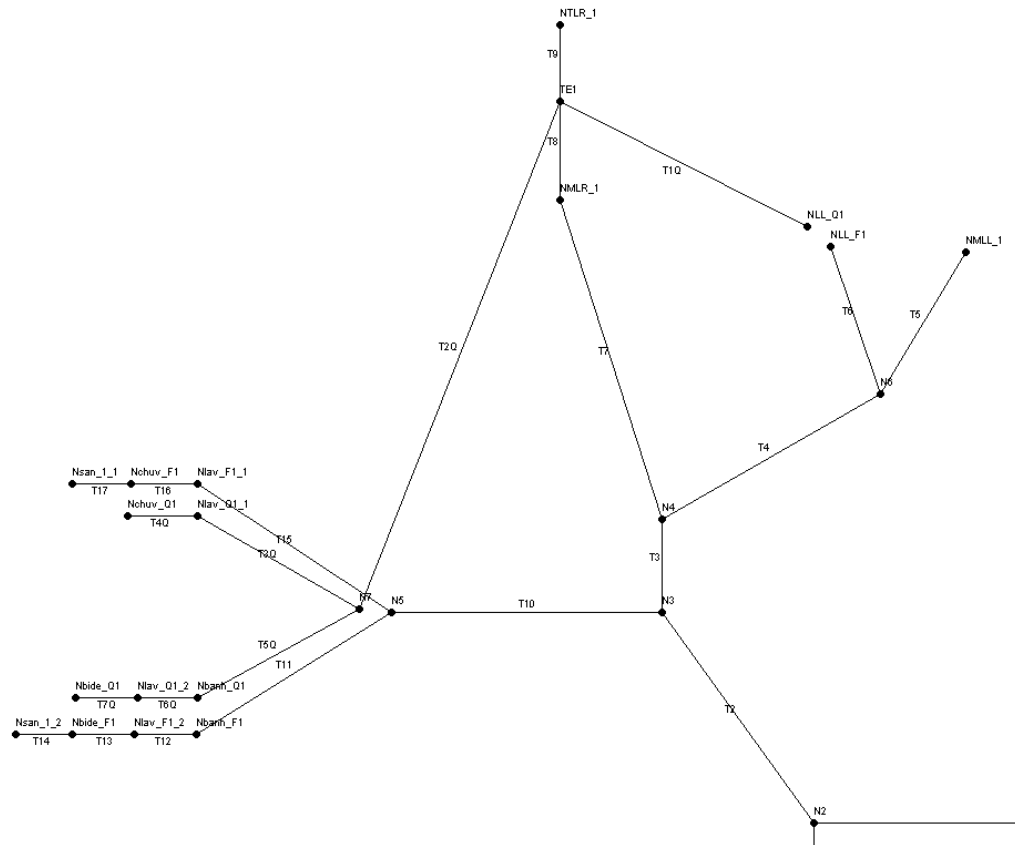 NTLR_1
T9
TE1
T8
T1Q
NMLR_1
NLL_Q1
NLL_F1
NMLL_1
T6
T5
T2Q
T7
N6
T4
Nsan_1_1
Nchuv_F1
Nlav_F1_1
T17
T16
Nchuv_Q1
Nlav_Q1_1
T4Q
N4
T15
T3Q
T3
N7
N5
T10
N3
T5Q
T11
Nbide_Q1
Nlav_Q1_2
Nbanh_Q1
T7Q
T6Q
T2
Nsan_1_2
Nbide_F1
Nlav_F1_2
Nbanh_F1
T14
T13
T12
N2